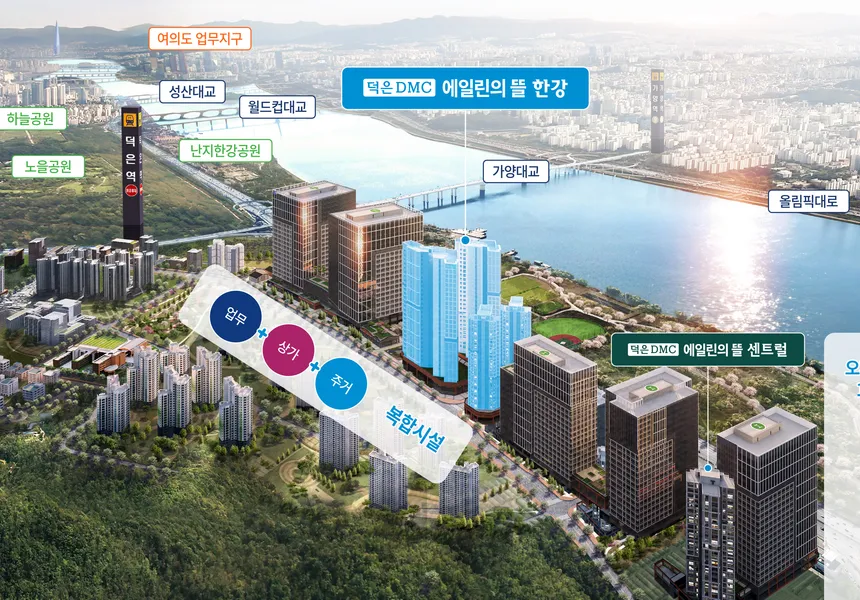 여의도 업무지구
성산대교
월드컵대교
덕은DMC 에일린의 뜰 한강
하늘공원
노을공원
난지한강공원
덕은역
가양대교
가양역
올림픽대로
업무
+
상가
+
주거
복합시설
덕은DMC 에일린의 뜰 센트럴
오